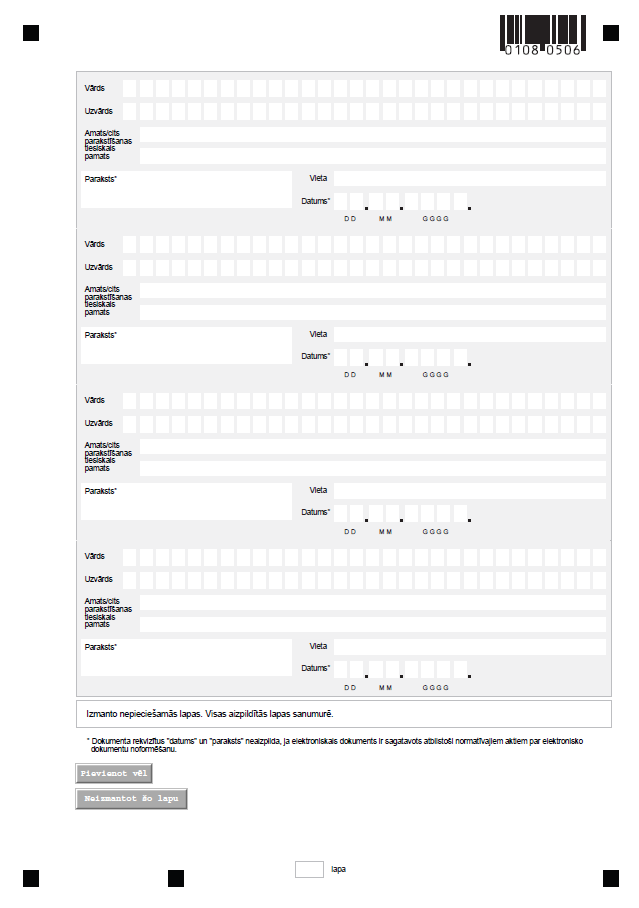 0108 0506
Vārds
Uzvārds
Amats/cits
parakstīšanas
tiesiskais
pamats
Paraksts*
Vieta
Datums*
. . .
D D M M G G G G
Vārds
Uzvārds
Amats/cits
parakstīšanas
tiesiskais
pamats
Paraksts*
Vieta
Datums*
. . .
D D M M G G G G
Vārds
Uzvārds
Amats/cits
parakstīšanas
tiesiskais
pamats
Paraksts*
Vieta
Datums*
. . .
D D M M G G G G
Vārds
Uzvārds
Amats/cits
parakstīšanas
tiesiskais
pamats
Paraksts*
Vieta
Datums*
. . .
D D M M G G G G
Izmanto nepieciešamās lapas. Visas aizpildītās lapas sanumurē.
* Dokumenta rekvizītus "datums" un "paraksts" neaizpilda, ja elektroniskais dokuments ir sagatavots atbilstoši normatīvajiem aktiem par elektronisko
dokumentu noformēšanu.
Pievienot vēl
Neizmantot šo lapu
lapa